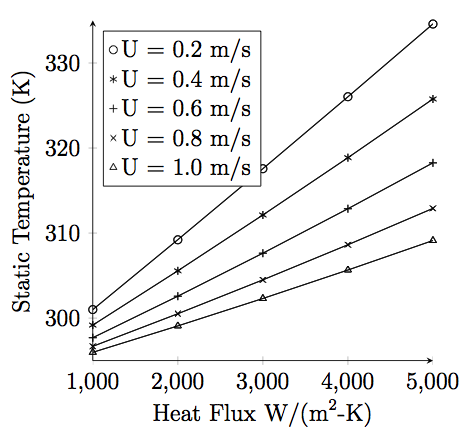 Static Temperature (K)
330
320
310
300
U = 0.2 m/s
U = 0.4 m/s
U = 0.6 m/s
U = 0.8 m/s
U = 1.0 m/s
1,000 2,000 3,000 4,000 5,000
Heat Flux W/(m²-K)